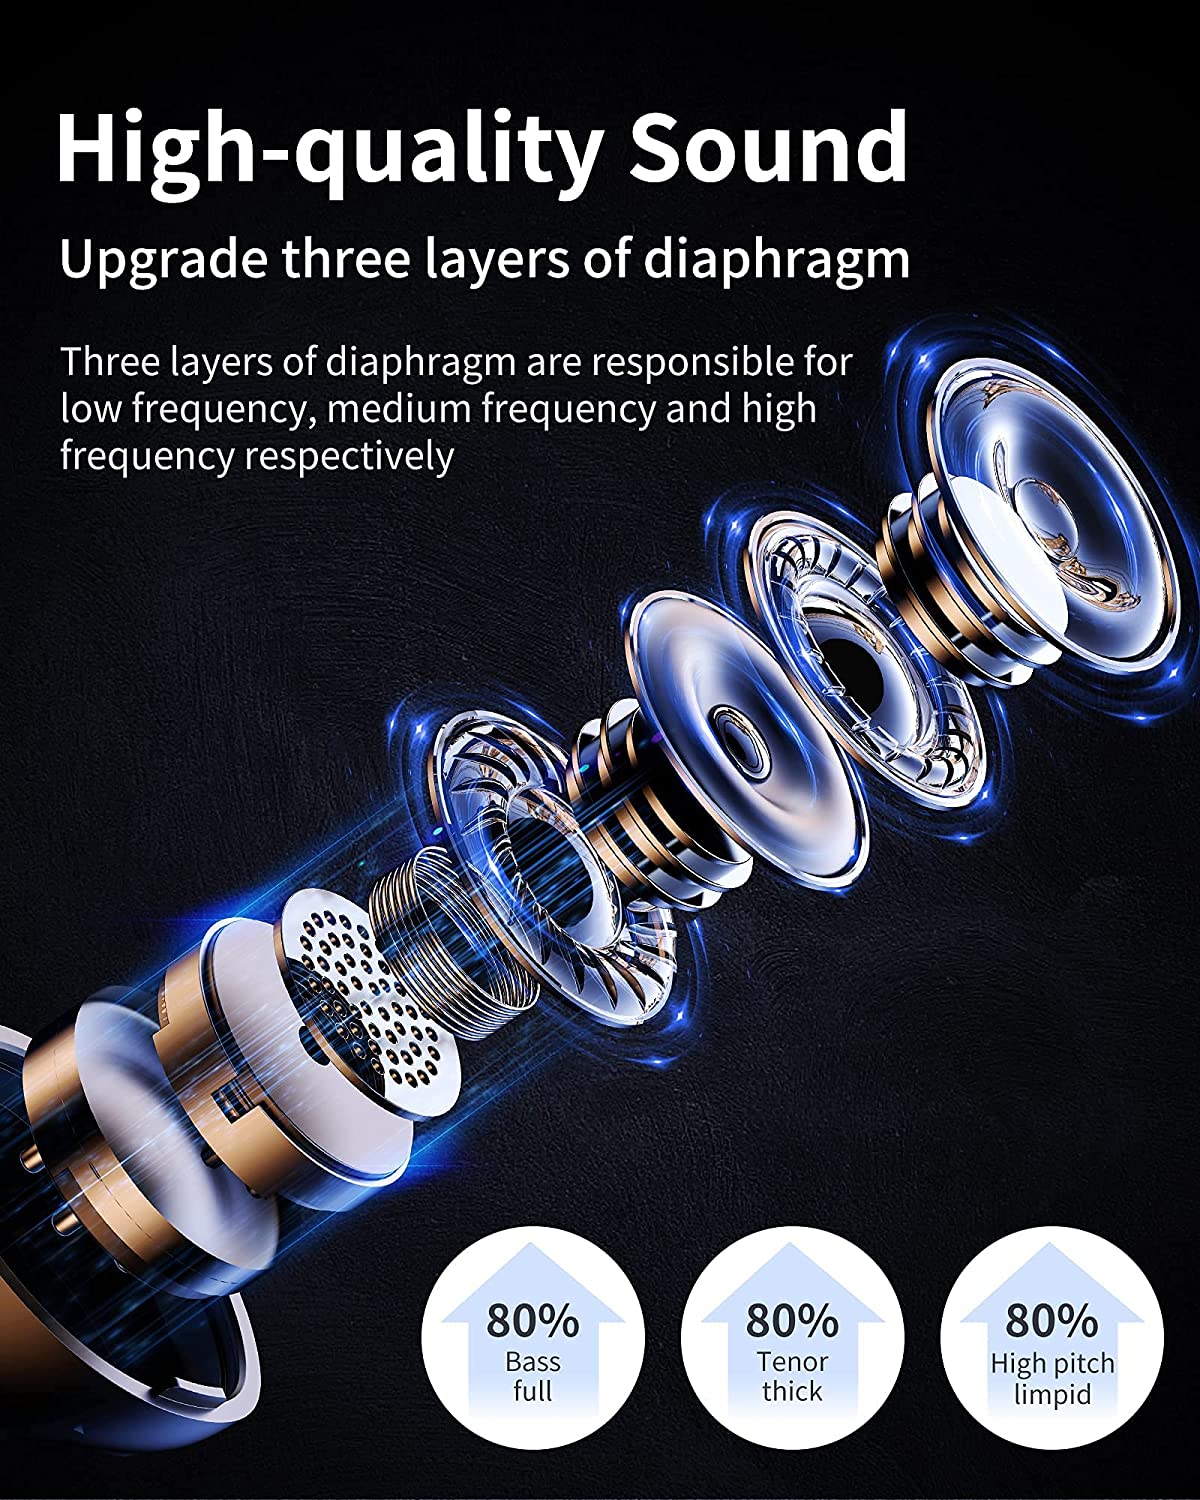 High-quality Sound
Upgrade three layers of diaphragm
Three layers of diaphragm are responsible for
low frequency, medium frequency and high
frequency respectively
80%
Bass
full
80%
Tenor
thick
80%
High pitch
limpid